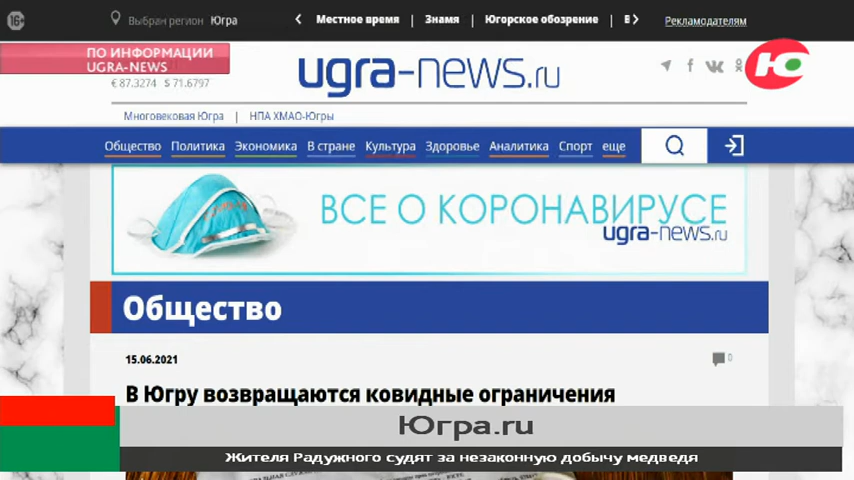 16+
Выбран регион Югра
Местное время | Знамя | Югорское обозрение | В
Рекламодателям
ПО ИНФОРМАЦИИ
UGRA-NEWS
€ 87.3274 $ 71.6797
ugra-news.ru
Ю
Многовековая Югра | НПА ХМАО-Югры
Общество Политика Экономика В стране Культура Здоровье Аналитика Спорт еще
ВСЕ О КОРОНАВИРУСЕ
ugra-news.ru
Общество
15.06.2021
0
В Югру возвращаются ковидные ограничения
Югра.ru
Жителя Радужного судят за незаконную добычу медведя